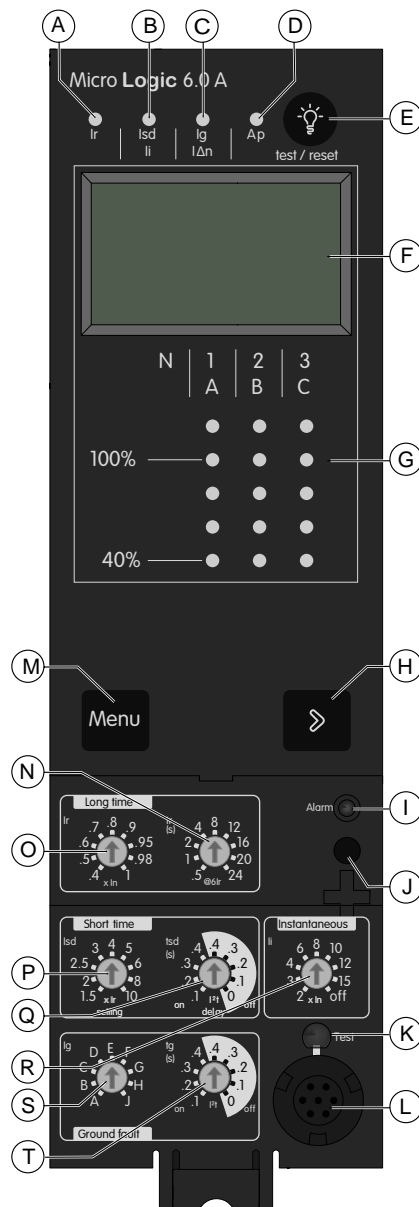 A B C D
Micro Logic 6.0 A
E
Ir Isd Ig Ap
Ii I∆n
test / reset
F
N 1 2 3
A B C
100%
G
40%
M
H
Menu
N
Long time
Alarm
I
Ir
.4 .5 .6 .7 .8 .9 .95 .98 1
x In
(s)
.5 1 2 4 8 12 16 20 24
@6Ir
O
J
Short time
Instantaneous
Isd
1.5 2 2.5 3 4 5 6 8 10
x Ir
tsd
(s)
.1 .2 .3 .4 .4 .3 .2 .1 0
on I²t off
Ii
2 3 4 6 8 10 12 15 off
x In
P
Q
K
Test
Ig
A B C D E F G H J
tg
(s)
.1 .2 .3 .4 .4 .3 .2 .1 0
on I²t off
R
S
L
T
Ground fault